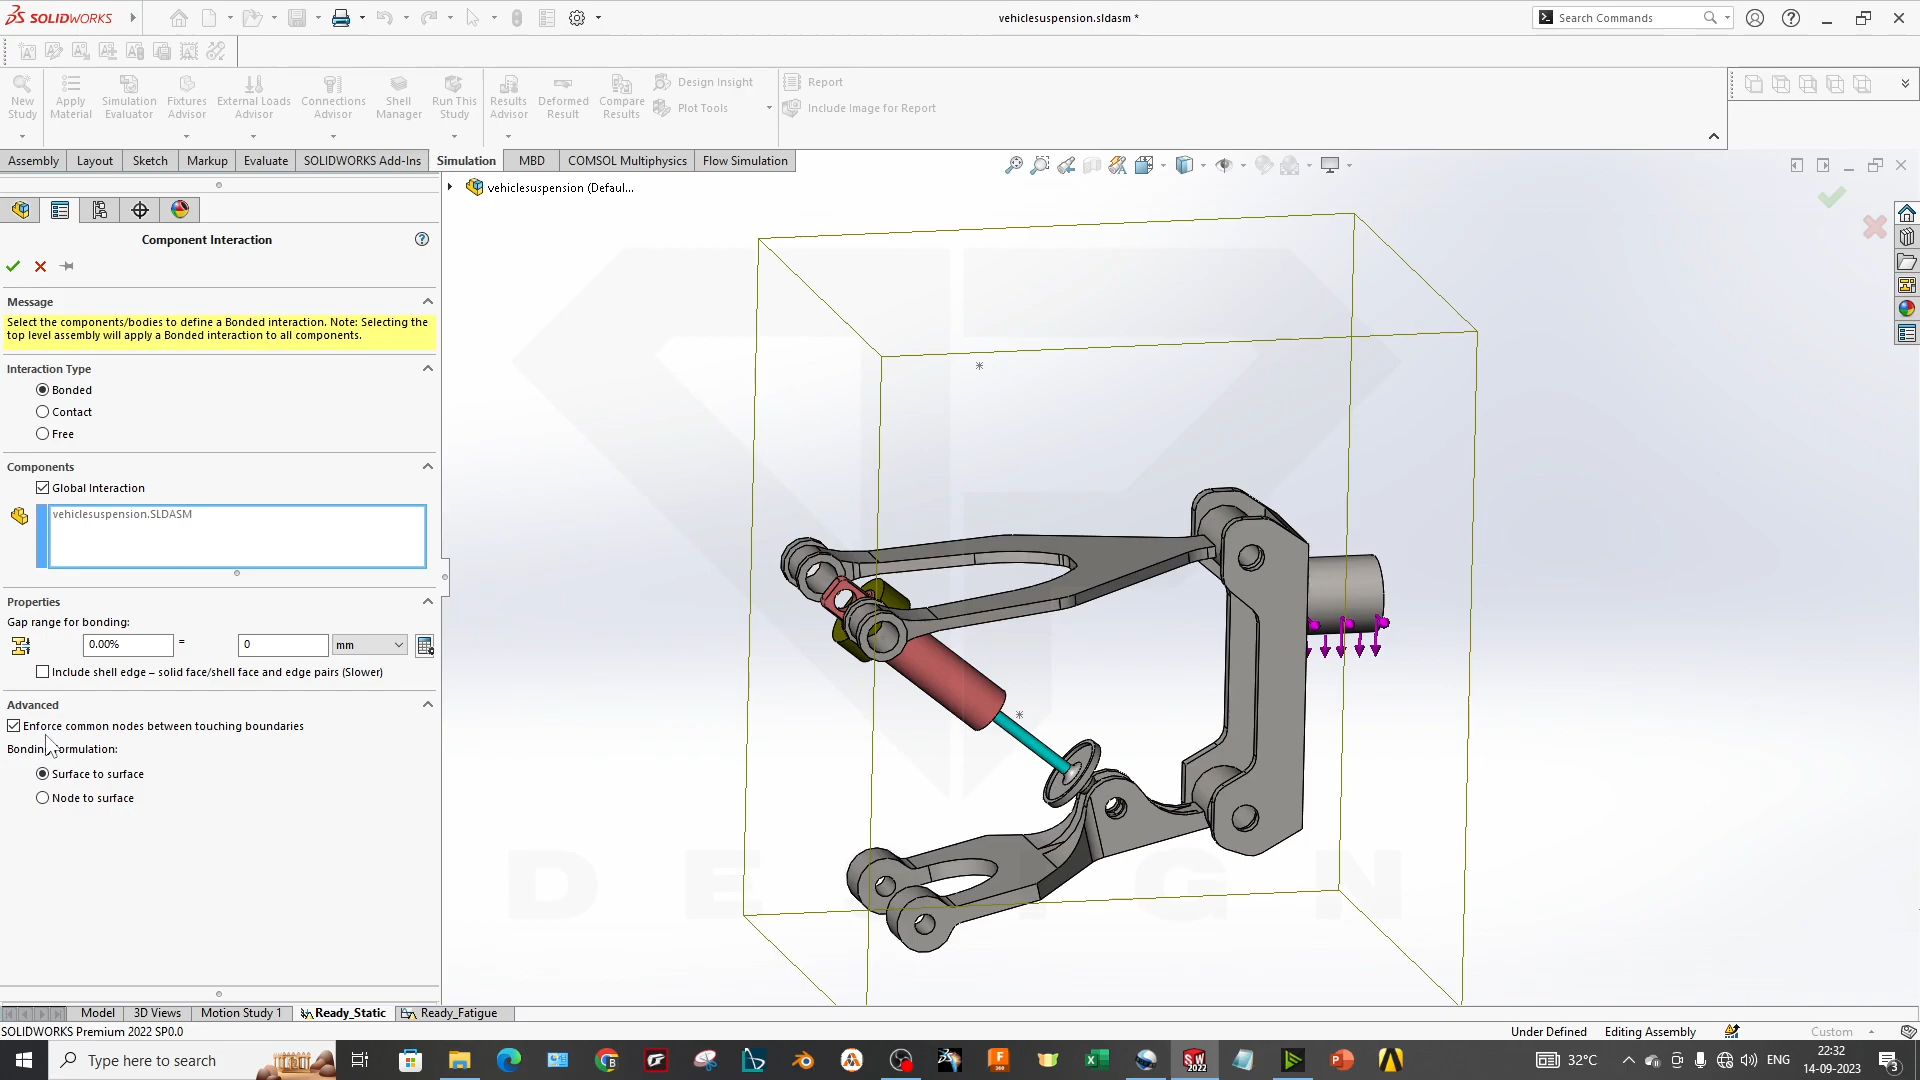 SOLIDWORKS
vehiclesuspension.sldasm *
Search Commands
New Study
Apply Material
Simulation Evaluator
Fixtures Advisor
External Loads Advisor
Connections Advisor
Shell Manager
Run This Study
Results Advisor
Deformed Result
Compare Results
Design Insight
Plot Tools
Report
Include Image for Report
Assembly
Layout
Sketch
Markup
Evaluate
SOLIDWORKS Add-Ins
Simulation
MBD
COMSOL Multiphysics
Flow Simulation
vehiclesuspension (Defaul...
Component Interaction
Message
Select the components/bodies to define a Bonded interaction. Note: Selecting the
top level assembly will apply a Bonded interaction to all components.
Interaction Type
Bonded
Contact
Free
Components
Global Interaction
vehiclesuspension.SLDASM
Properties
Gap range for bonding:
0.00% = 0 mm
Include shell edge – solid face/shell face and edge pairs (Slower)
Advanced
Enforce common nodes between touching boundaries
Surface to surface
Node to surface
DESIGN
Model
3D Views
Motion Study 1
Ready_Static
Ready_Fatigue
SOLIDWORKS Premium 2022 SP0.0
Under Defined
Editing Assembly
Custom
Type here to search
32°C
ENG
22:32
14-09-2023
3